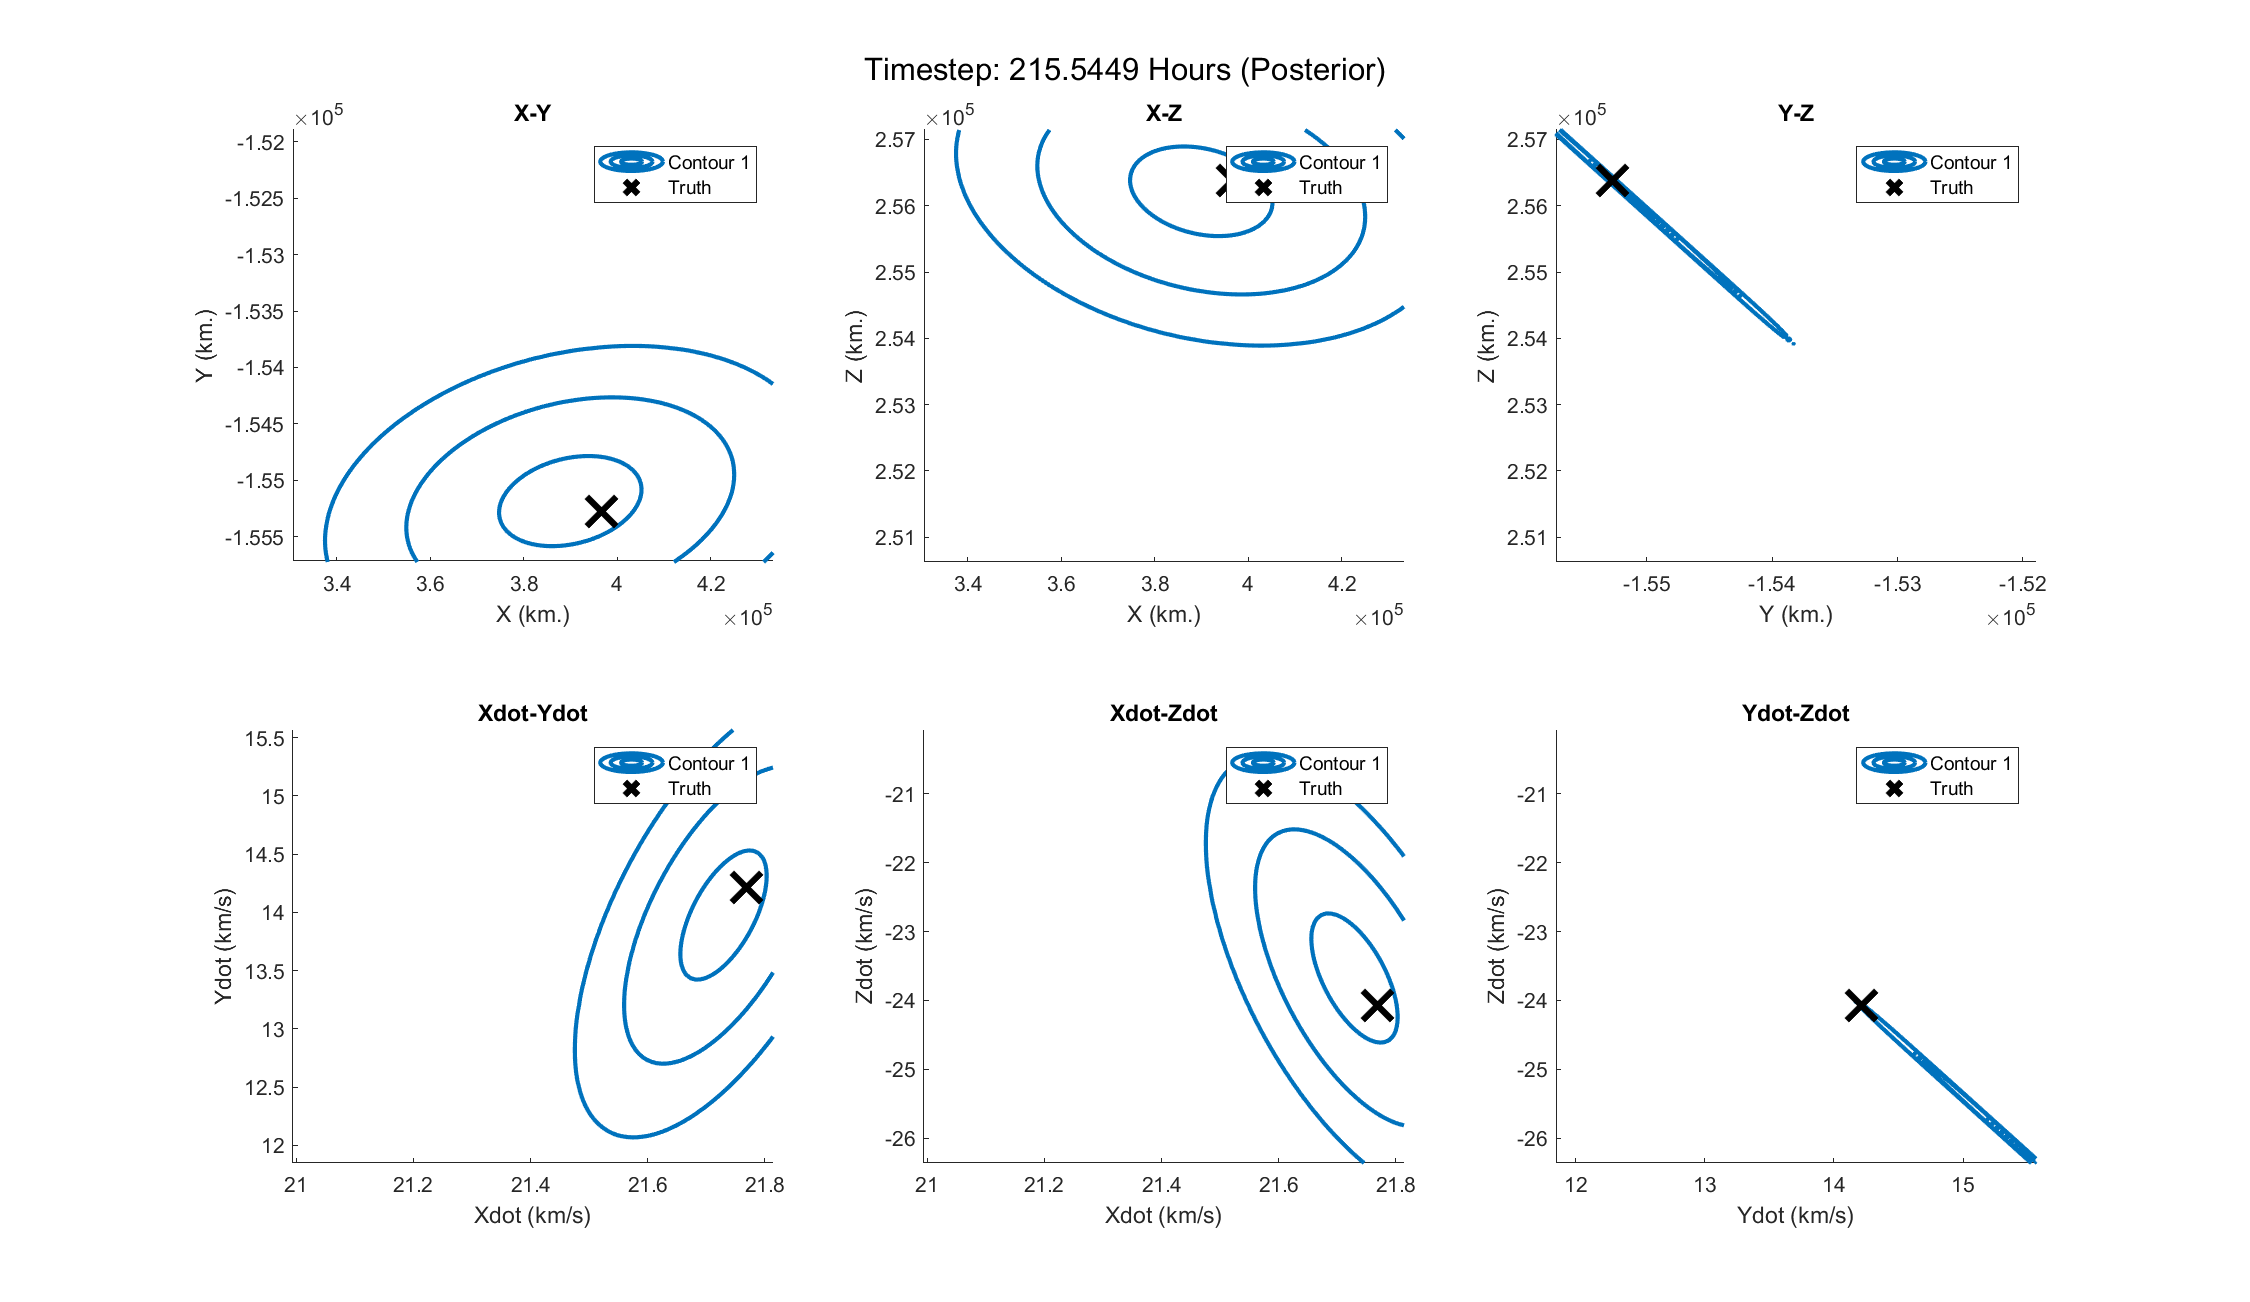 Timestep: 215.5449 Hours (Posterior)
X-Y
×10^5
-1.52
-1.525
-1.53
-1.535
-1.54
-1.545
-1.55
-1.555
Y (km.)
Contour 1
Truth
3.4 3.6 3.8 4 4.2
X (km.)
×10^5
X-Z
×10^5
2.57
2.56
2.55
2.54
2.53
2.52
2.51
Z (km.)
Contour 1
Truth
3.4 3.6 3.8 4 4.2
X (km.)
×10^5
Y-Z
×10^5
2.57
2.56
2.55
2.54
2.53
2.52
2.51
Z (km.)
Contour 1
Truth
-1.55 -1.54 -1.53 -1.52
Y (km.)
×10^5
Xdot-Ydot
15.5
15
14.5
14
13.5
13
12.5
12
Ydot (km/s)
Contour 1
Truth
21 21.2 21.4 21.6 21.8
Xdot (km/s)
Xdot-Zdot
-21
-22
-23
-24
-25
-26
Zdot (km/s)
Contour 1
Truth
21 21.2 21.4 21.6 21.8
Xdot (km/s)
Ydot-Zdot
-21
-22
-23
-24
-25
-26
Zdot (km/s)
Contour 1
Truth
12 13 14 15
Ydot (km/s)